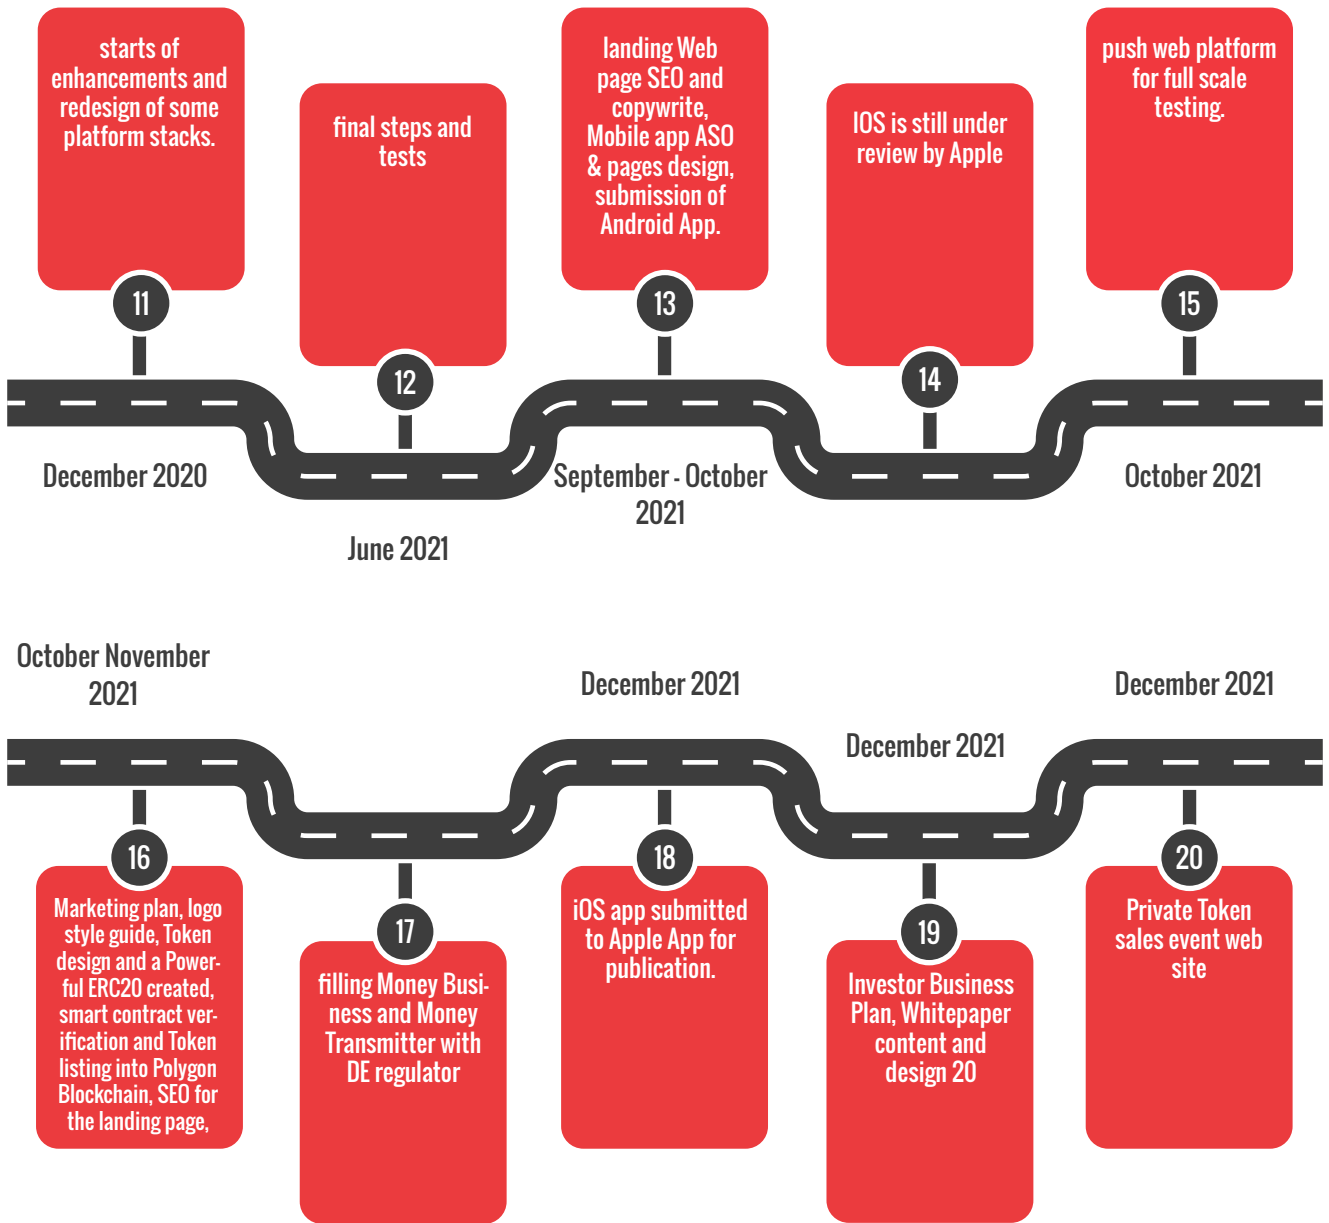 starts of
enhancements and
redesign of some
platform stacks.
11
December 2020
final steps and
tests
12
June 2021
landing Web
page SEO and
copywrite,
Mobile app ASO
& pages design,
submission of
Android App.
13
September - October
2021
IOS is still under
review by Apple
14
push web platform
for full scale
testing.
15
October 2021
October November
2021
16
Marketing plan, logo
style guide, Token
design and a Power-
ful ERC20 created,
smart contract ver-
ification and Token
listing into Polygon
Blockchain, SEO for
the landing page,
17
filling Money Busi-
ness and Money
Transmitter with
DE regulator
December 2021
18
iOS app submitted
to Apple App for
publication.
December 2021
19
Investor Business
Plan, Whitepaper
content and
design 20
December 2021
20
Private Token
sales event web
site